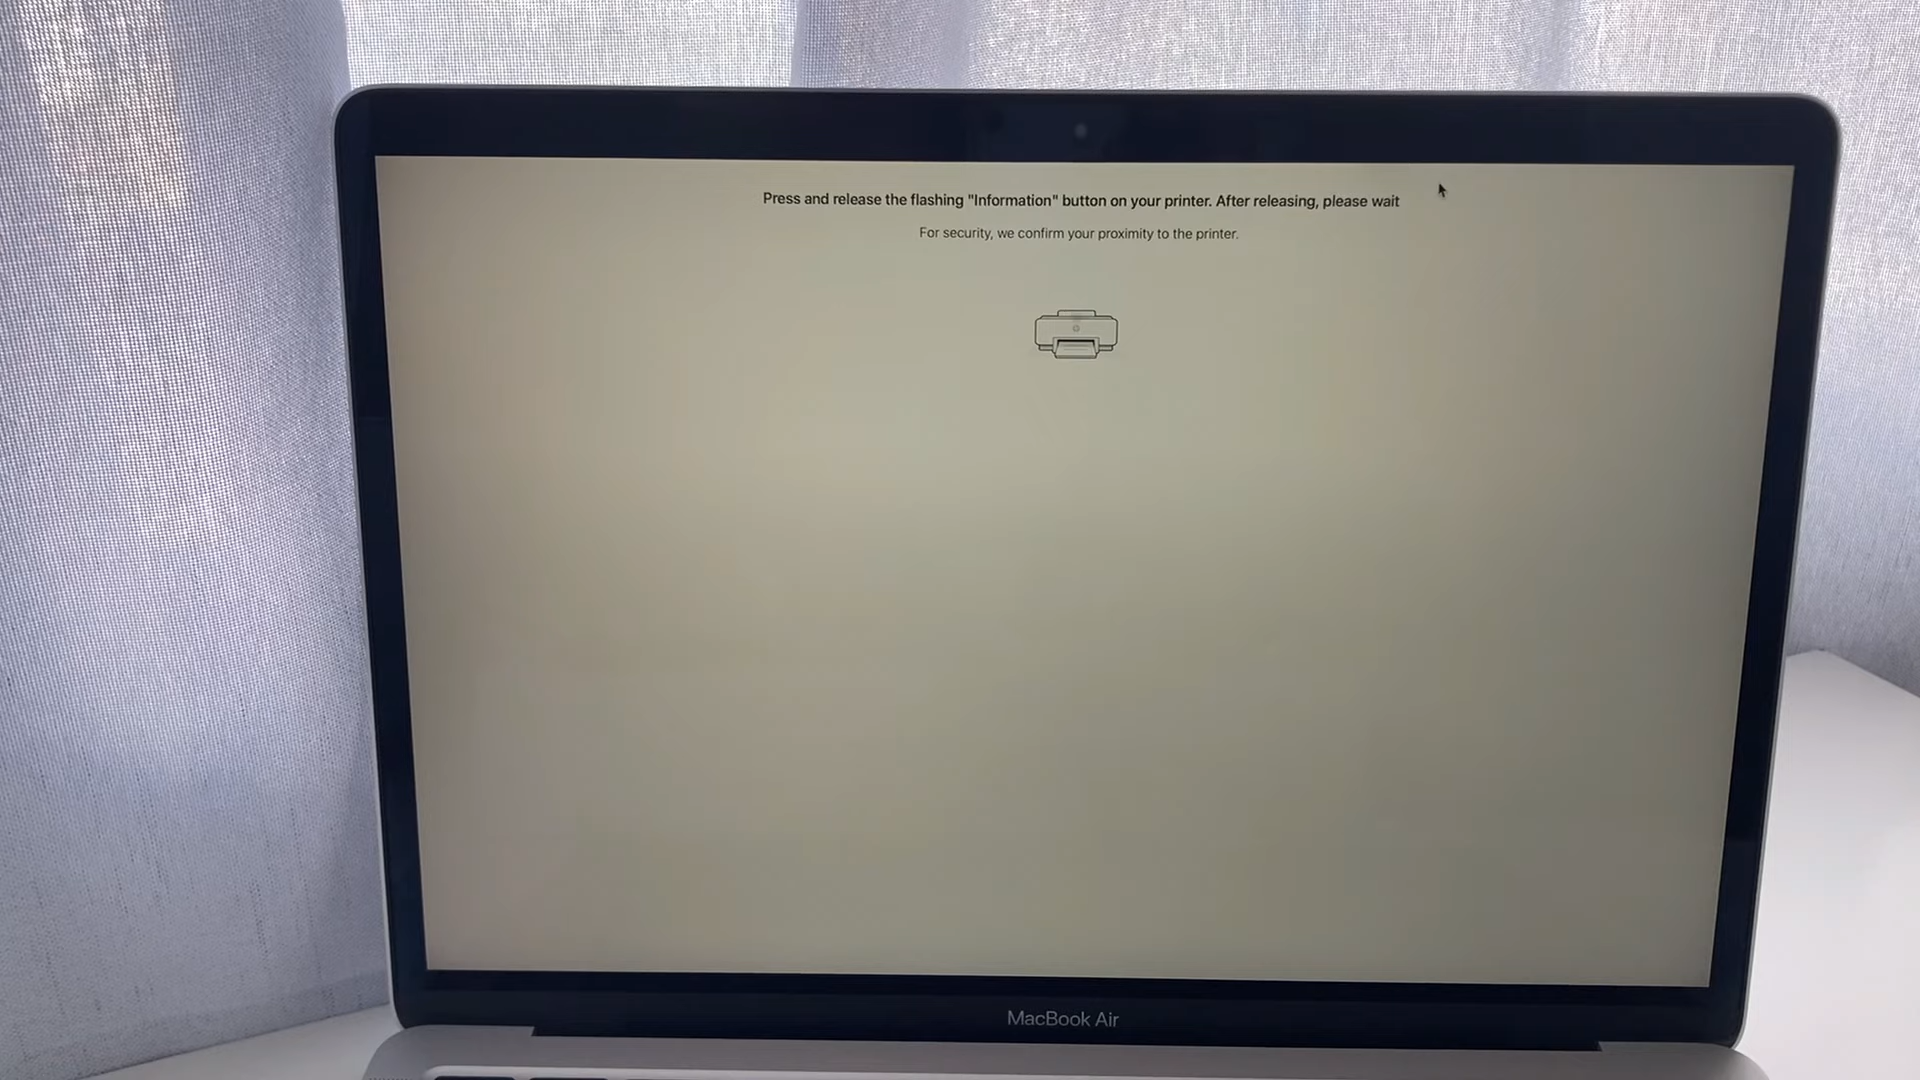 Press and release the flashing "Information" button on your printer. After releasing, please wait
For security, we confirm your proximity to the printer.
MacBook Air